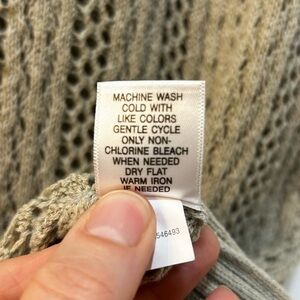 MACHINE WASH
COLD WITH
LIKE COLORS
GENTLE CYCLE
ONLY NON-
CHLORINE BLEACH
WHEN NEEDED
DRY FLAT
WARM IRON
IF NEEDED
546493